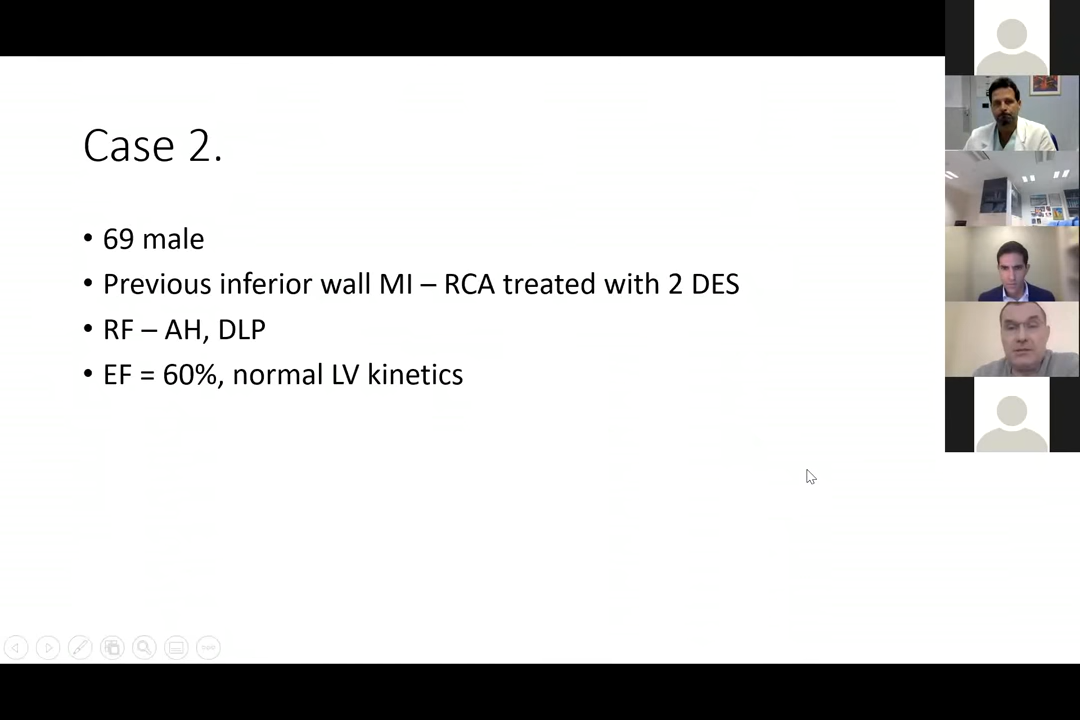 Case 2.
• 69 male
• Previous inferior wall MI – RCA treated with 2 DES
• RF – AH, DLP
• EF = 60%, normal LV kinetics